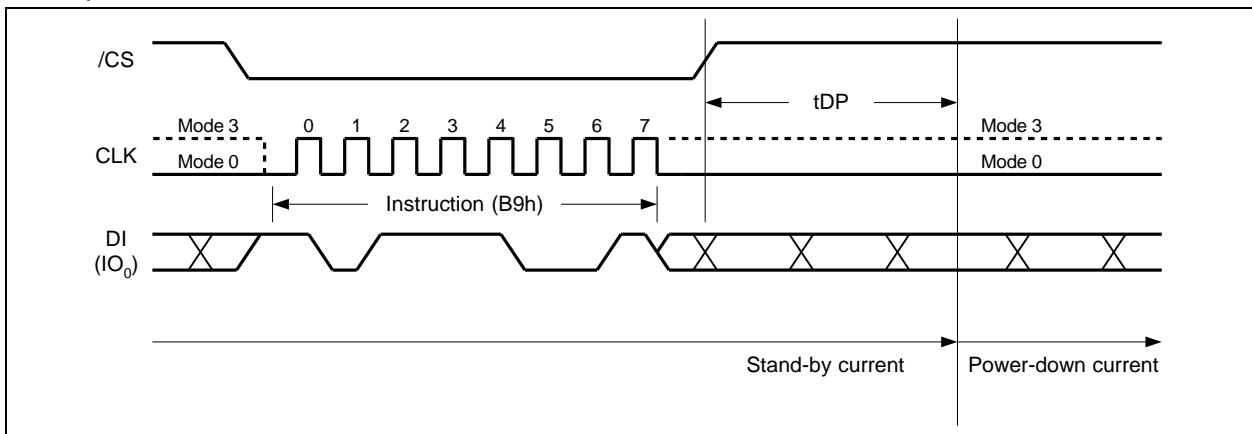 /CS
tDP
Mode 3 0 1 2 3 4 5 6 7 Mode 3
CLK
Mode 0 Mode 0
Instruction (B9h)
DI
(IO0)
Stand-by current Power-down current